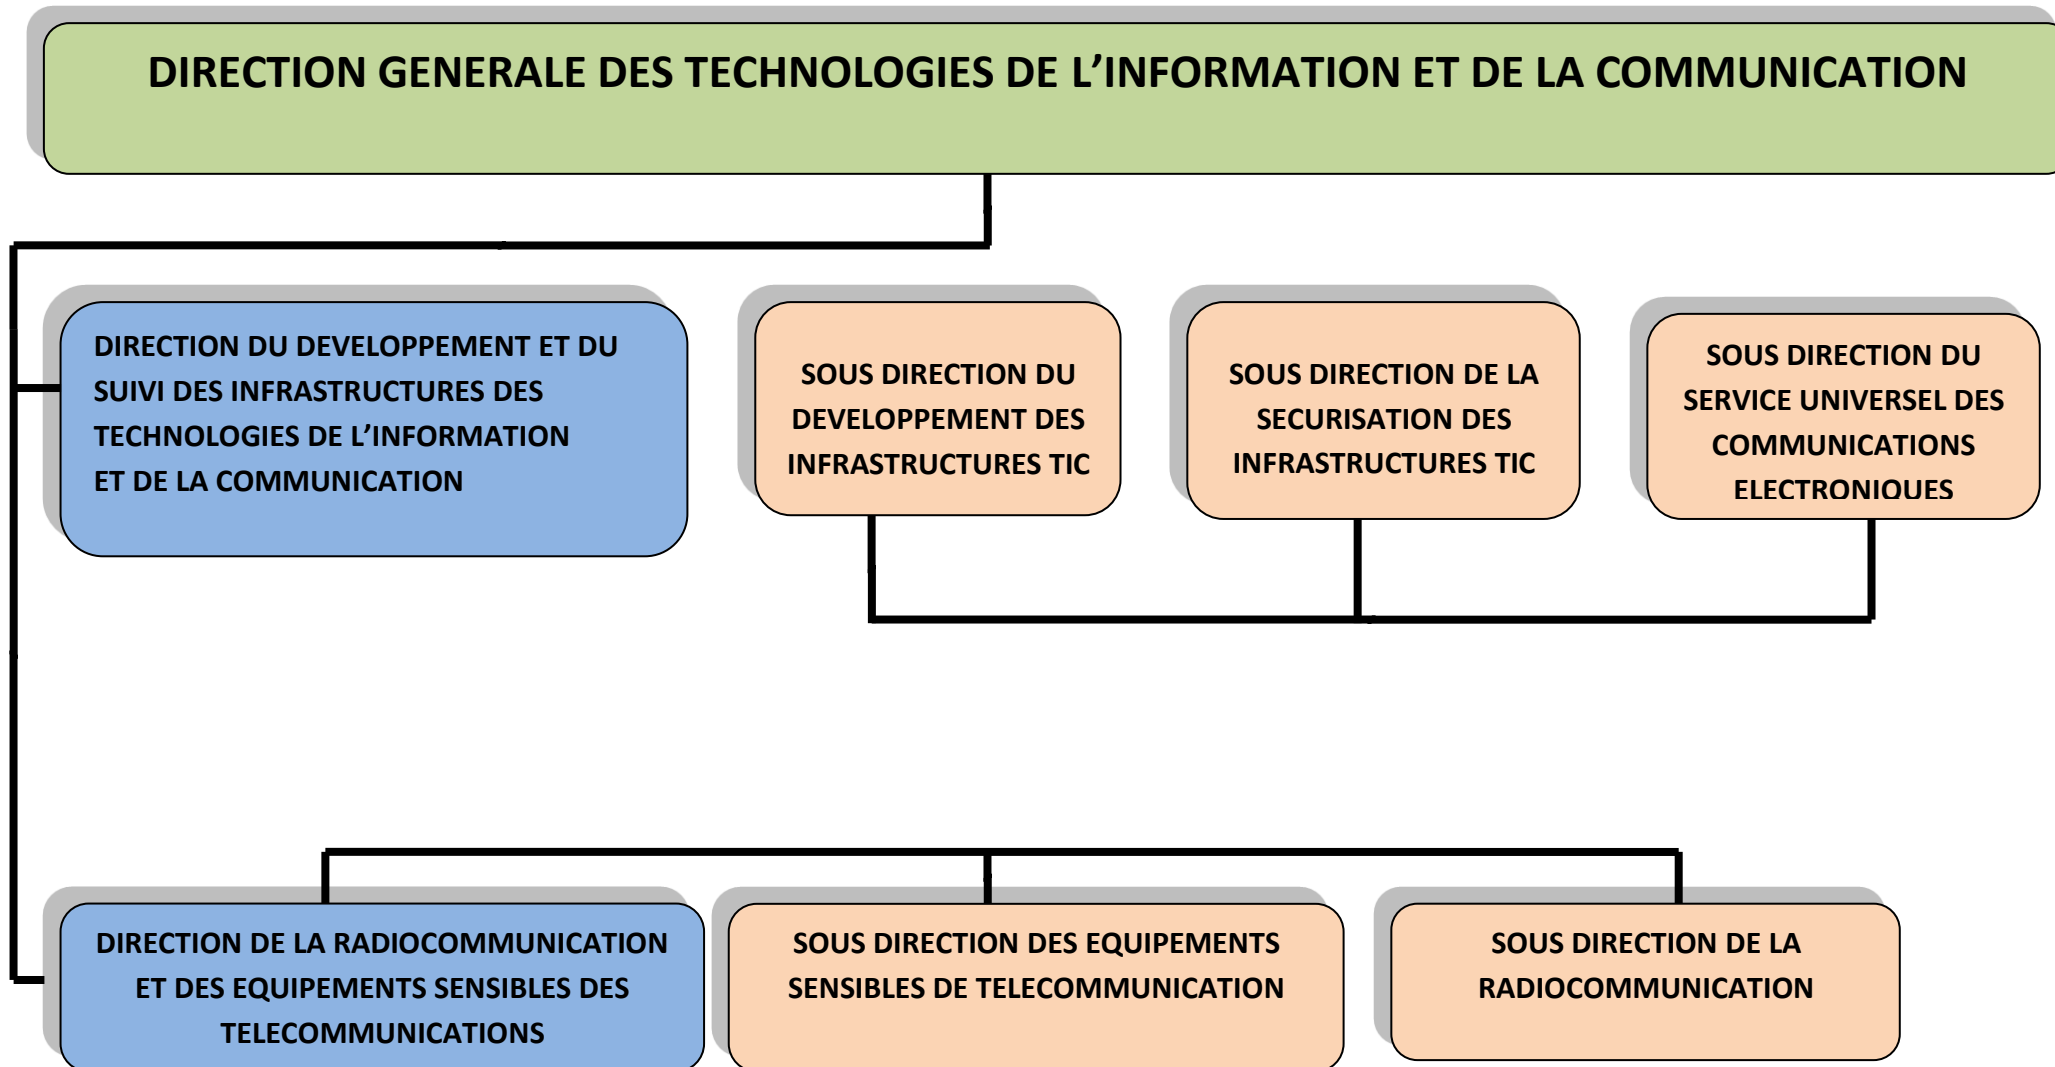 DIRECTION GENERALE DES TECHNOLOGIES DE L’INFORMATION ET DE LA COMMUNICATION
DIRECTION DU DEVELOPPEMENT ET DU
SUIVI DES INFRASTRUCTURES DES
TECHNOLOGIES DE L’INFORMATION
ET DE LA COMMUNICATION
SOUS DIRECTION DU
DEVELOPPEMENT DES
INFRASTRUCTURES TIC
SOUS DIRECTION DE LA
SECURISATION DES
INFRASTRUCTURES TIC
SOUS DIRECTION DU
SERVICE UNIVERSEL DES
COMMUNICATIONS
ELECTRONIQUES
DIRECTION DE LA RADIOCOMMUNICATION
ET DES EQUIPEMENTS SENSIBLES DES
TELECOMMUNICATIONS
SOUS DIRECTION DES EQUIPEMENTS
SENSIBLES DE TELECOMMUNICATION
SOUS DIRECTION DE LA
RADIOCOMMUNICATION